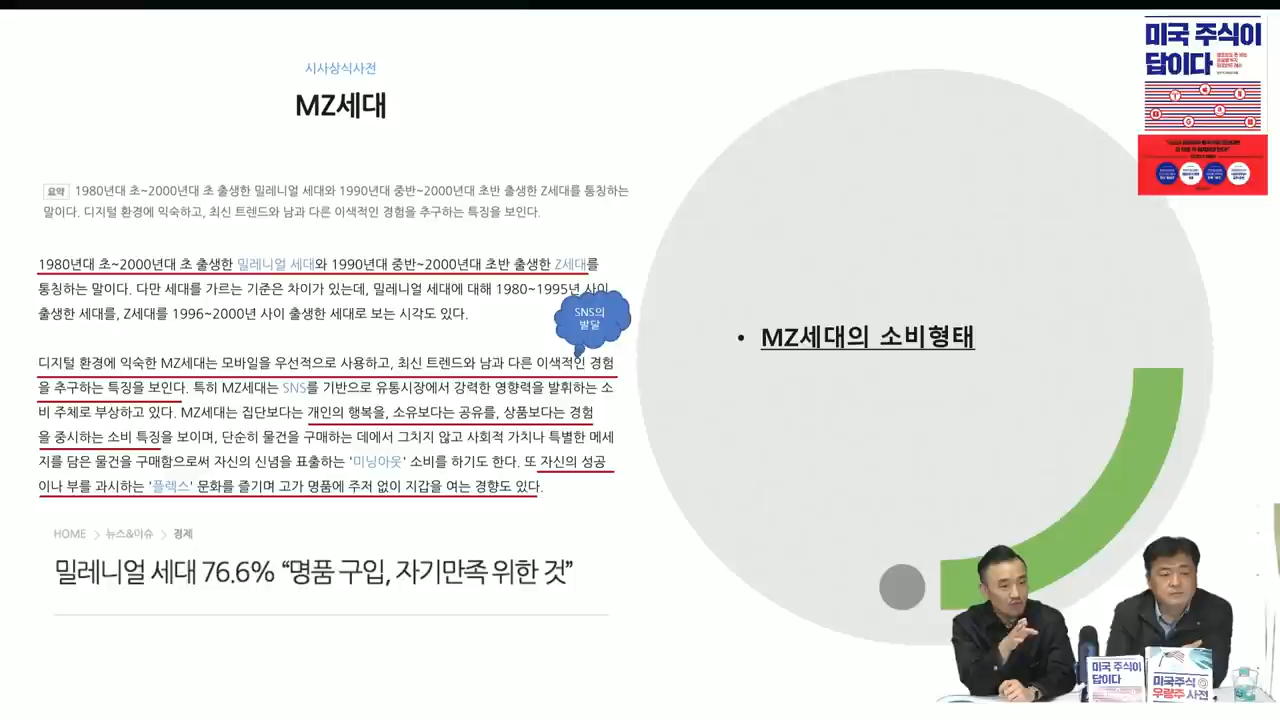 시사상식사전
MZ세대
요약 1980년대 초~2000년대 초 출생한 밀레니얼 세대와 1990년대 중반~2000년대 초반 출생한 Z세대를 통칭하는
말이다. 디지털 환경에 익숙하고, 최신 트렌드와 남과 다른 이색적인 경험을 추구하는 특징을 보인다.
1980년대 초~2000년대 초 출생한 밀레니얼 세대와 1990년대 중반~2000년대 초반 출생한 Z세대를
통칭하는 말이다. 다만 세대를 가르는 기준은 차이가 있는데, 밀레니얼 세대에 대해 1980~1995년 사이
출생한 세대를, Z세대를 1996~2000년 사이 출생한 세대로 보는 시각도 있다.
SNS의
발달
디지털 환경에 익숙한 MZ세대는 모바일을 우선적으로 사용하고, 최신 트렌드와 남과 다른 이색적인 경험
을 추구하는 특징을 보인다. 특히 MZ세대는 SNS를 기반으로 유통시장에서 강력한 영향력을 발휘하는 소
비 주체로 부상하고 있다. MZ세대는 집단보다는 개인의 행복을, 소유보다는 공유를, 상품보다는 경험
을 중시하는 소비 특징을 보이며, 단순히 물건을 구매하는 데에서 그치지 않고 사회적 가치나 특별한 메세
지를 담은 물건을 구매함으로써 자신의 신념을 표출하는 '미닝아웃' 소비를 하기도 한다. 또 자신의 성공
이나 부를 과시하는 '플렉스' 문화를 즐기며 고가 명품에 주저 없이 지갑을 여는 경향도 있다.
HOME > 뉴스&이슈 > 경제
밀레니얼 세대 76.6% “명품 구입, 자기만족 위한 것”
• MZ세대의 소비형태
미국 주식이
답이다
미국 주식이
답이다
미국주식
우량주 사전